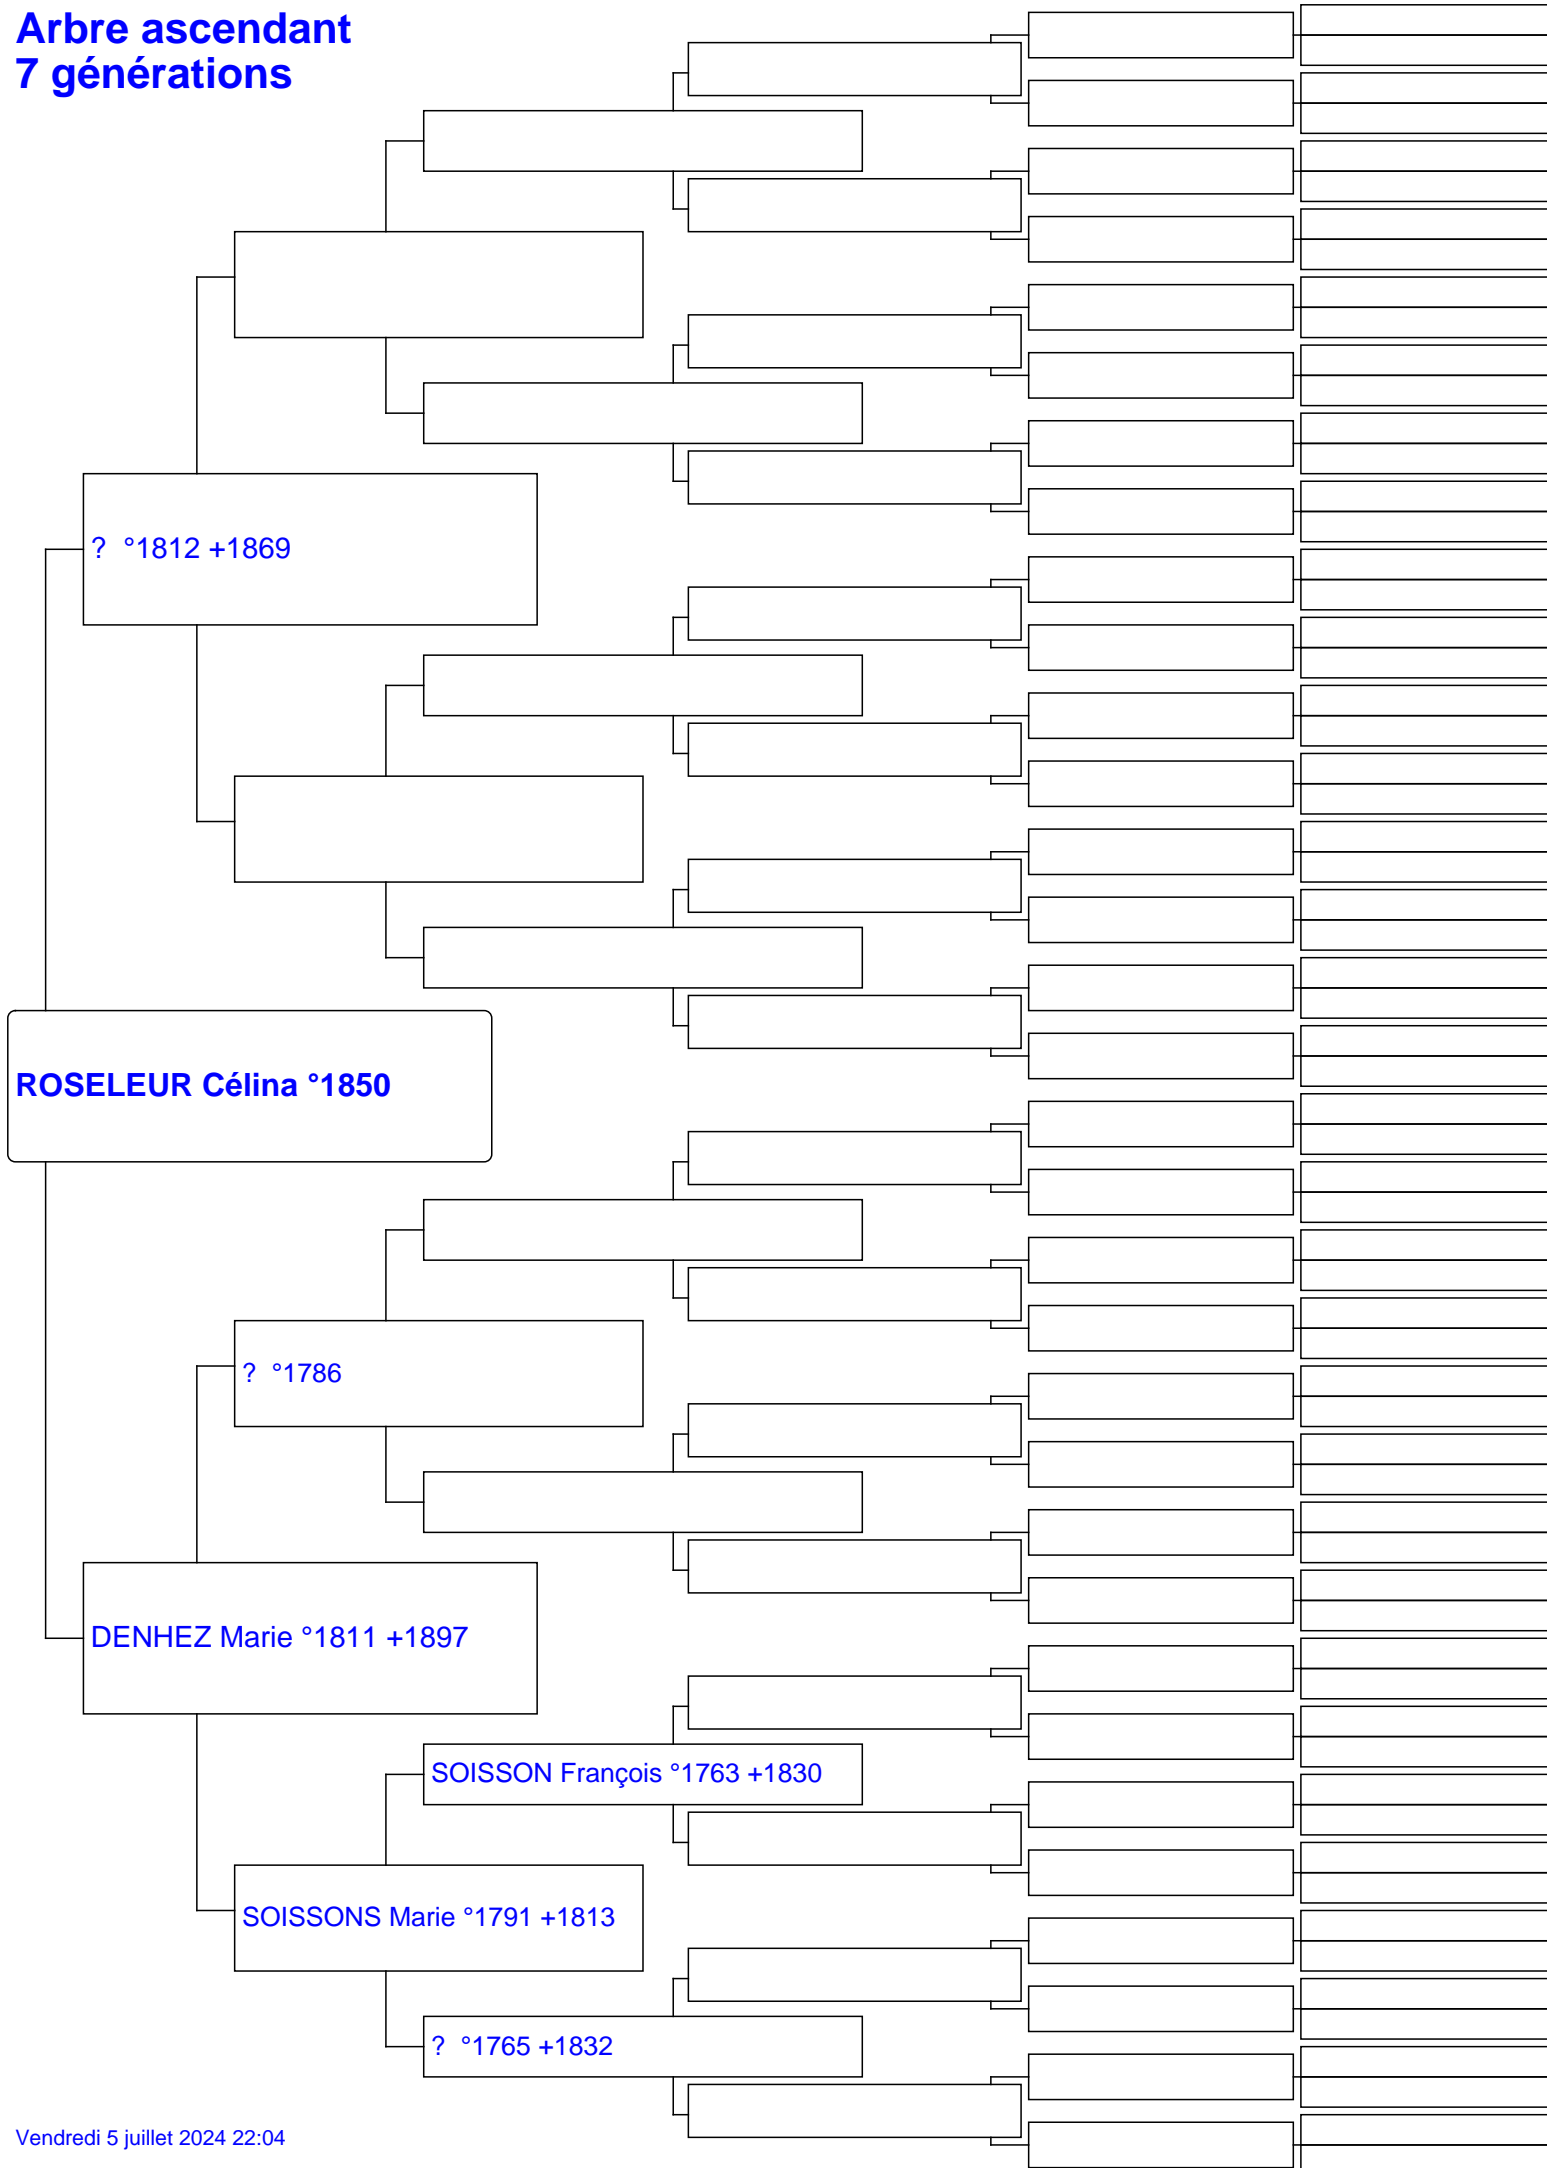 Arbre ascendant
7 générations
? °1812 +1869
ROSELEUR Célina °1850
? °1786
DENHEZ Marie °1811 +1897
SOISSON François °1763 +1830
SOISSONS Marie °1791 +1813
? °1765 +1832
Vendredi 5 juillet 2024 22:04